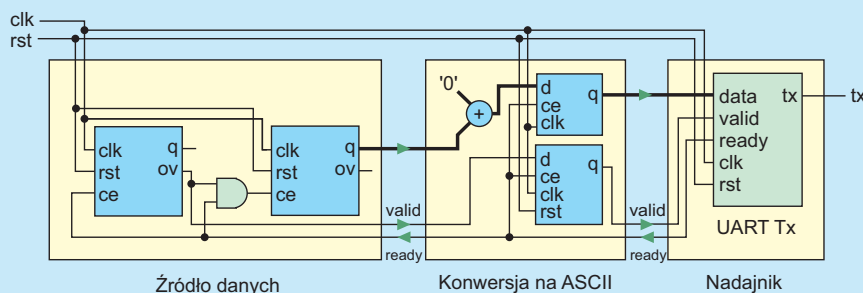 clk
rst
'0'
+
d
ce
clk
q
data
valid
ready
clk
rst
tx
tx
clk
rst
ce
q
ov
clk
rst
ce
q
ov
d
ce
clk
rst
q
valid
ready
valid
ready
UART Tx
Źródło danych
Konwersja na ASCII
Nadajnik